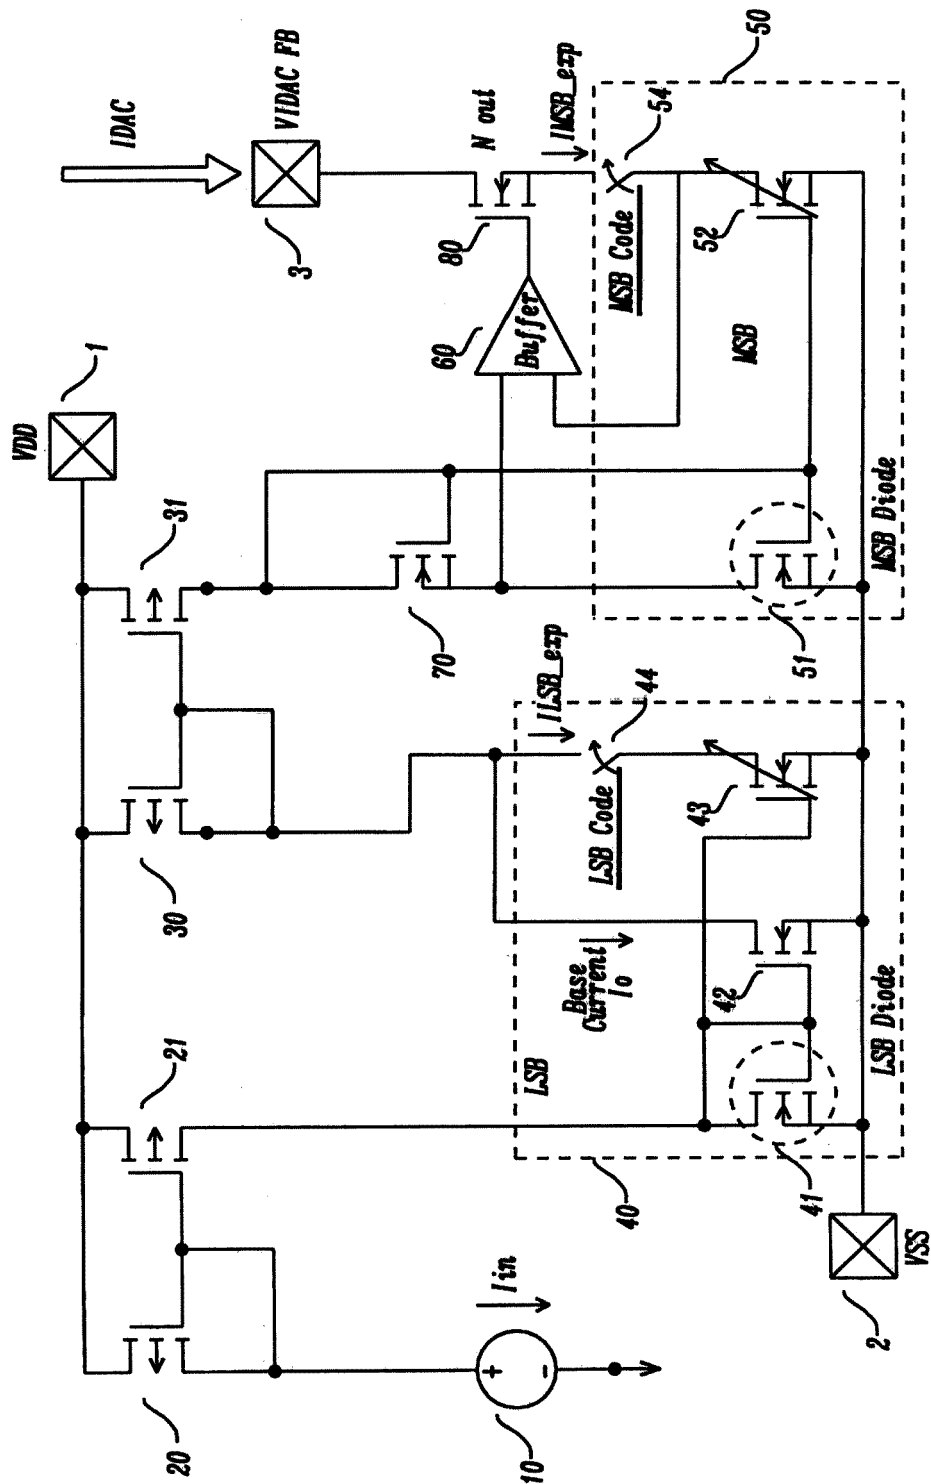 IDAC
VIDAC FB
3
VDD
1
N out
80
IMSB_exp
60
Buffer
50
54
MSB Code
52
MSB
MSB Diode
51
31
70
30
21
20
ILSB_exp
44
LSB Code
43
Base
Current
Io
42
LSB
LSB Diode
41
40
Iin
10
VSS
2